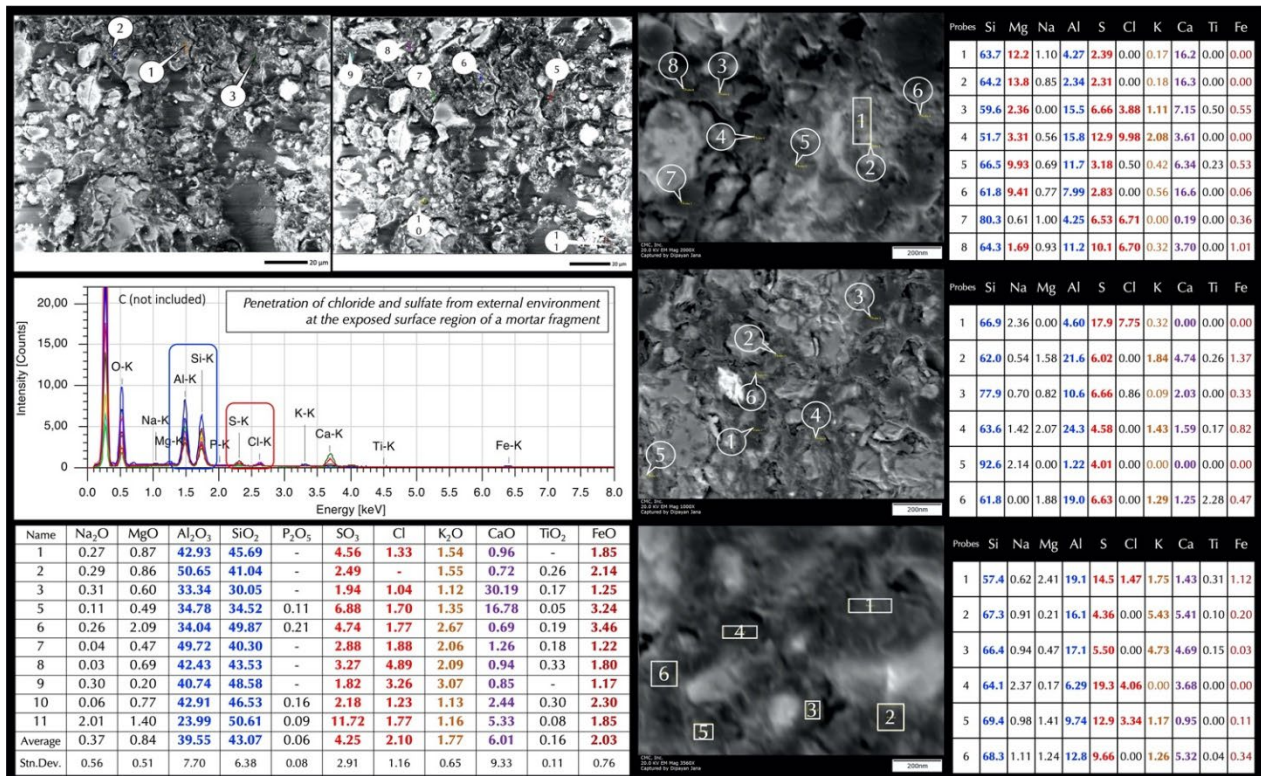 2
1
3
20 µm
8
9
7
6
5
1
0
1
1
20 µm
C (not included)
Penetration of chloride and sulfate from external environment
at the exposed surface region of a mortar fragment
Intensity [Counts]
20,00
15,00
10,00
5,00
0
O-K
Na-K
Mg-K
Al-K
Si-K
P-K
S-K
Cl-K
K-K
Ca-K
Ti-K
Fe-K
0.0 0.5 1.0 1.5 2.0 2.5 3.0 3.5 4.0 4.5 5.0 5.5 6.0 6.5 7.0 7.5 8.0
Energy [keV]
Name Na₂O MgO Al₂O₃ SiO₂ P₂O₅ SO₃ Cl K₂O CaO TiO₂ FeO
1 0.27 0.87 42.93 45.69 - 4.56 1.33 1.54 0.96 - 1.85
2 0.29 0.86 50.65 41.04 - 2.49 - 1.55 0.72 0.26 2.14
3 0.31 0.60 33.34 30.05 - 1.94 1.04 1.12 30.19 0.17 1.25
5 0.11 0.49 34.78 34.52 0.11 6.88 1.70 1.35 16.78 0.05 3.24
6 0.26 2.09 34.04 49.87 0.21 4.74 1.77 2.67 0.69 0.19 3.46
7 0.04 0.47 49.72 40.30 - 2.88 1.88 2.06 1.26 0.18 1.22
8 0.03 0.69 42.43 43.53 - 3.27 4.89 2.09 0.94 0.33 1.80
9 0.30 0.20 40.74 48.58 - 1.82 3.26 3.07 0.85 - 1.17
10 0.06 0.77 42.91 46.53 0.16 2.18 1.23 1.13 2.44 0.30 2.30
11 2.01 1.40 23.99 50.61 0.09 11.72 1.77 1.16 5.33 0.08 1.85
Average 0.37 0.84 39.55 43.07 0.06 4.25 2.10 1.77 6.01 0.16 2.03
Stn.Dev. 0.56 0.51 7.70 6.38 0.08 2.91 1.16 0.65 9.33 0.11 0.76
8
3
6
4
1
5
2
7
CMC, Inc.
20.0 KV EM Mag 2000X
Captured by Dipayan Jana
200nm
Probes Si Mg Na Al S Cl K Ca Ti Fe
1 63.7 12.2 1.10 4.27 2.39 0.00 0.17 16.2 0.00 0.00
2 64.2 13.8 0.85 2.34 2.31 0.00 0.18 16.3 0.00 0.00
3 59.6 2.36 0.00 15.5 6.66 3.88 1.11 7.15 0.50 0.55
4 51.7 3.31 0.56 15.8 12.9 9.98 2.08 3.61 0.00 0.00
5 66.5 9.93 0.69 11.7 3.18 0.50 0.42 6.34 0.23 0.53
6 61.8 9.41 0.77 7.99 2.83 0.00 0.56 16.6 0.00 0.06
7 80.3 0.61 1.00 4.25 6.53 6.71 0.00 0.19 0.00 0.36
8 64.3 1.69 0.93 11.2 10.1 6.70 0.32 3.70 0.00 1.01
3
2
6
1
4
5
CMC, Inc.
20.0 KV EM Mag 1000X
Captured by Dipayan Jana
200nm
Probes Si Na Mg Al S Cl K Ca Ti Fe
1 66.9 2.36 0.00 4.60 17.9 7.75 0.32 0.00 0.00 0.00
2 62.0 0.54 1.58 21.6 6.02 0.00 1.84 4.74 0.26 1.37
3 77.9 0.70 0.82 10.6 6.66 0.86 0.09 2.03 0.00 0.33
4 63.6 1.42 2.07 24.3 4.58 0.00 1.43 1.59 0.17 0.82
5 92.6 2.14 0.00 1.22 4.01 0.00 0.00 0.00 0.00 0.00
6 61.8 0.00 1.88 19.0 6.63 0.00 1.29 1.25 2.28 0.47
1
4
6
3
2
5
CMC, Inc.
20.0 KV EM Mag 3560X
Captured by Dipayan Jana
200nm
Probes Si Na Mg Al S Cl K Ca Ti Fe
1 57.4 0.62 2.41 19.1 14.5 1.47 1.75 1.43 0.31 1.12
2 67.3 0.91 0.21 16.1 4.36 0.00 5.43 5.41 0.10 0.20
3 66.4 0.94 0.47 17.1 5.50 0.00 4.73 4.69 0.15 0.03
4 64.1 2.37 0.17 6.29 19.3 4.06 0.00 3.68 0.00 0.00
5 69.4 0.98 1.41 9.74 12.9 3.34 1.17 0.95 0.00 0.11
6 68.3 1.11 1.24 12.8 9.66 0.00 1.26 5.32 0.04 0.34